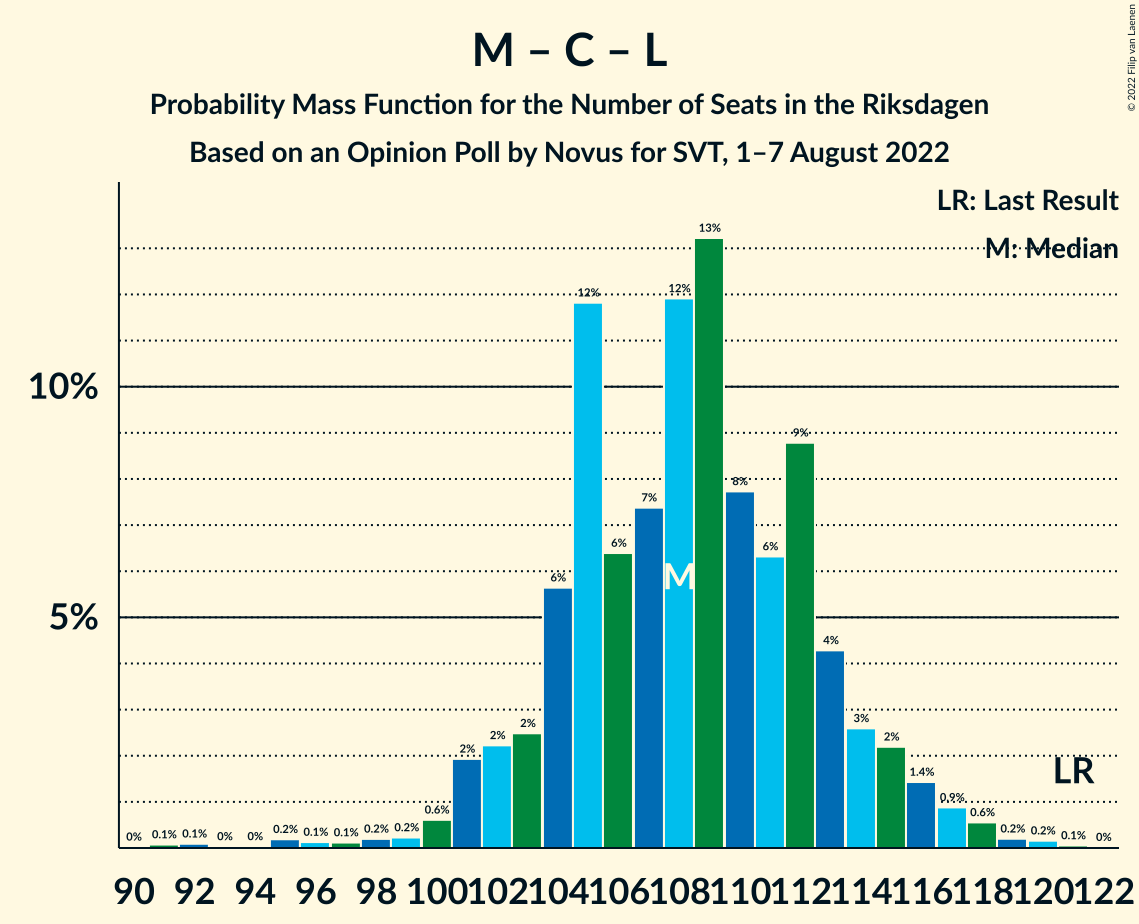 M – C – L
Probability Mass Function for the Number of Seats in the Riksdagen
Based on an Opinion Poll by Novus for SVT, 1–7 August 2022
© 2022 Filip van Laenen
LR: Last Result
M: Median
10%
5%
0% 0.1% 0.1% 0% 0% 0.2% 0.1% 0.1% 0.2% 0.2% 0.6% 2% 2% 2% 6% 12% 6% 7% 12% 13% 8% 6% 9% 4% 3% 2% 1.4% 0.9% 0.6% 0.2% 0.2% 0.1% 0%
M
LR
90 92 94 96 98 100 102 104 106 108 110 112 114 116 118 120 122